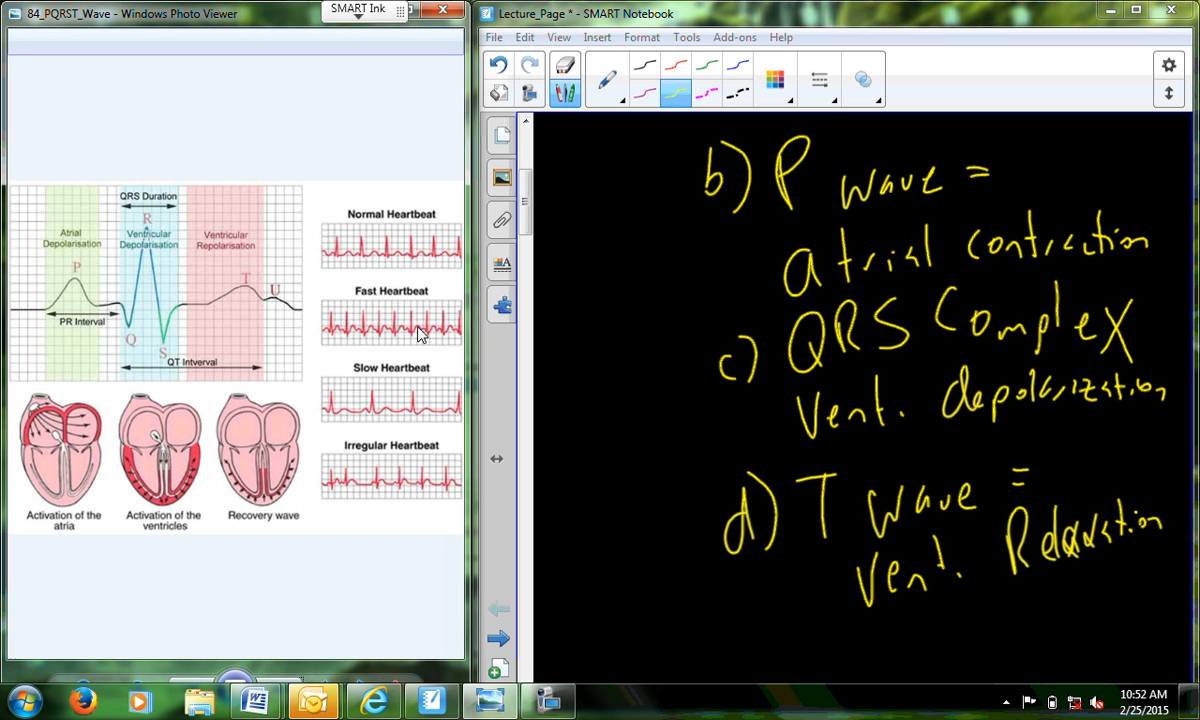 84_PQRST_Wave - Windows Photo Viewer
SMART Ink
Lecture_Page * - SMART Notebook
File Edit View Insert Format Tools Add-ons Help
QRS Duration
R
Atrial
Depolarisation
Ventricular
Depolarisation
Ventricular
Repolarisation
P
T
U
PR Interval
Q
S
QT Intverval
Activation of the
atria
Activation of the
ventricles
Recovery wave
Normal Heartbeat
Fast Heartbeat
Slow Heartbeat
Irregular Heartbeat
b) P wave =
atrial contraction
c) QRS Complex
vent. depolarization
d) T wave =
vent. Relaxation
10:52 AM
2/25/2015